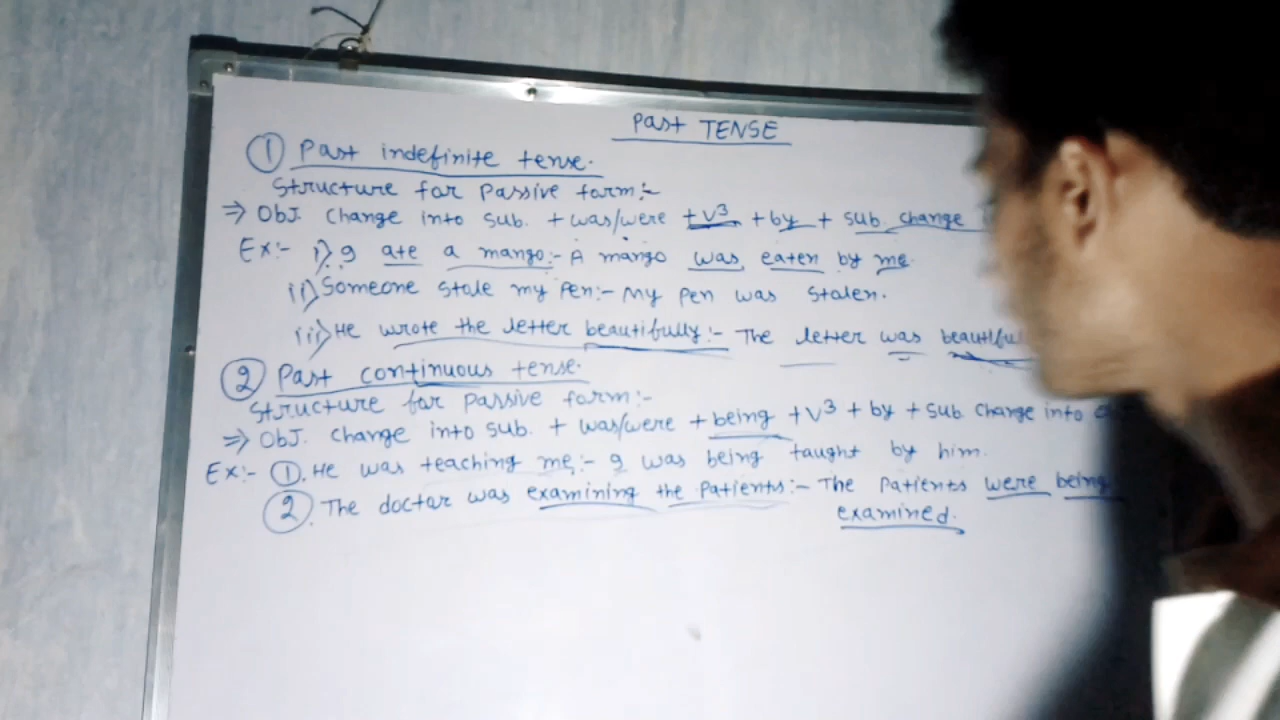 Past TENSE
① Past indefinite tense.
Structure for Passive form:-
⇒ Obj. change into sub. + was/were + V³ + by + sub. change
Ex:- i) I ate a mango:- A mango was eaten by me.
ii) Someone stole my pen:- My pen was stolen.
iii) He wrote the letter beautifully:- The letter was
② Past continuous tense.
Structure for Passive form:-
⇒ Obj. change into sub. + was/were + being + V³ + by + sub. change into
Ex:- ①. He was teaching me:- I was being taught by him.
②. The doctor was examining the patients:- The patients were being
examined.